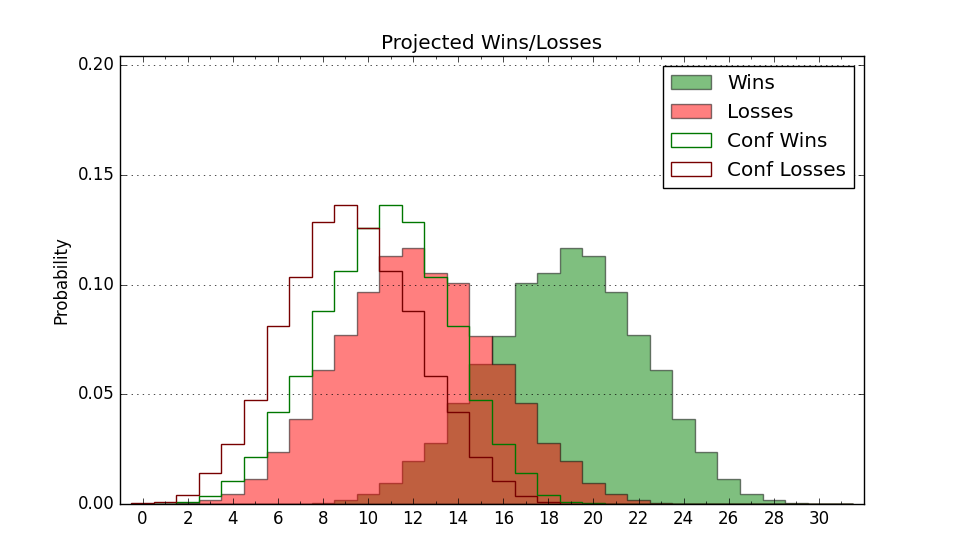 Projected Wins/Losses
Wins
Losses
Conf Wins
Conf Losses
Probability
0.20
0.15
0.10
0.05
0.00
0 2 4 6 8 10 12 14 16 18 20 22 24 26 28 30